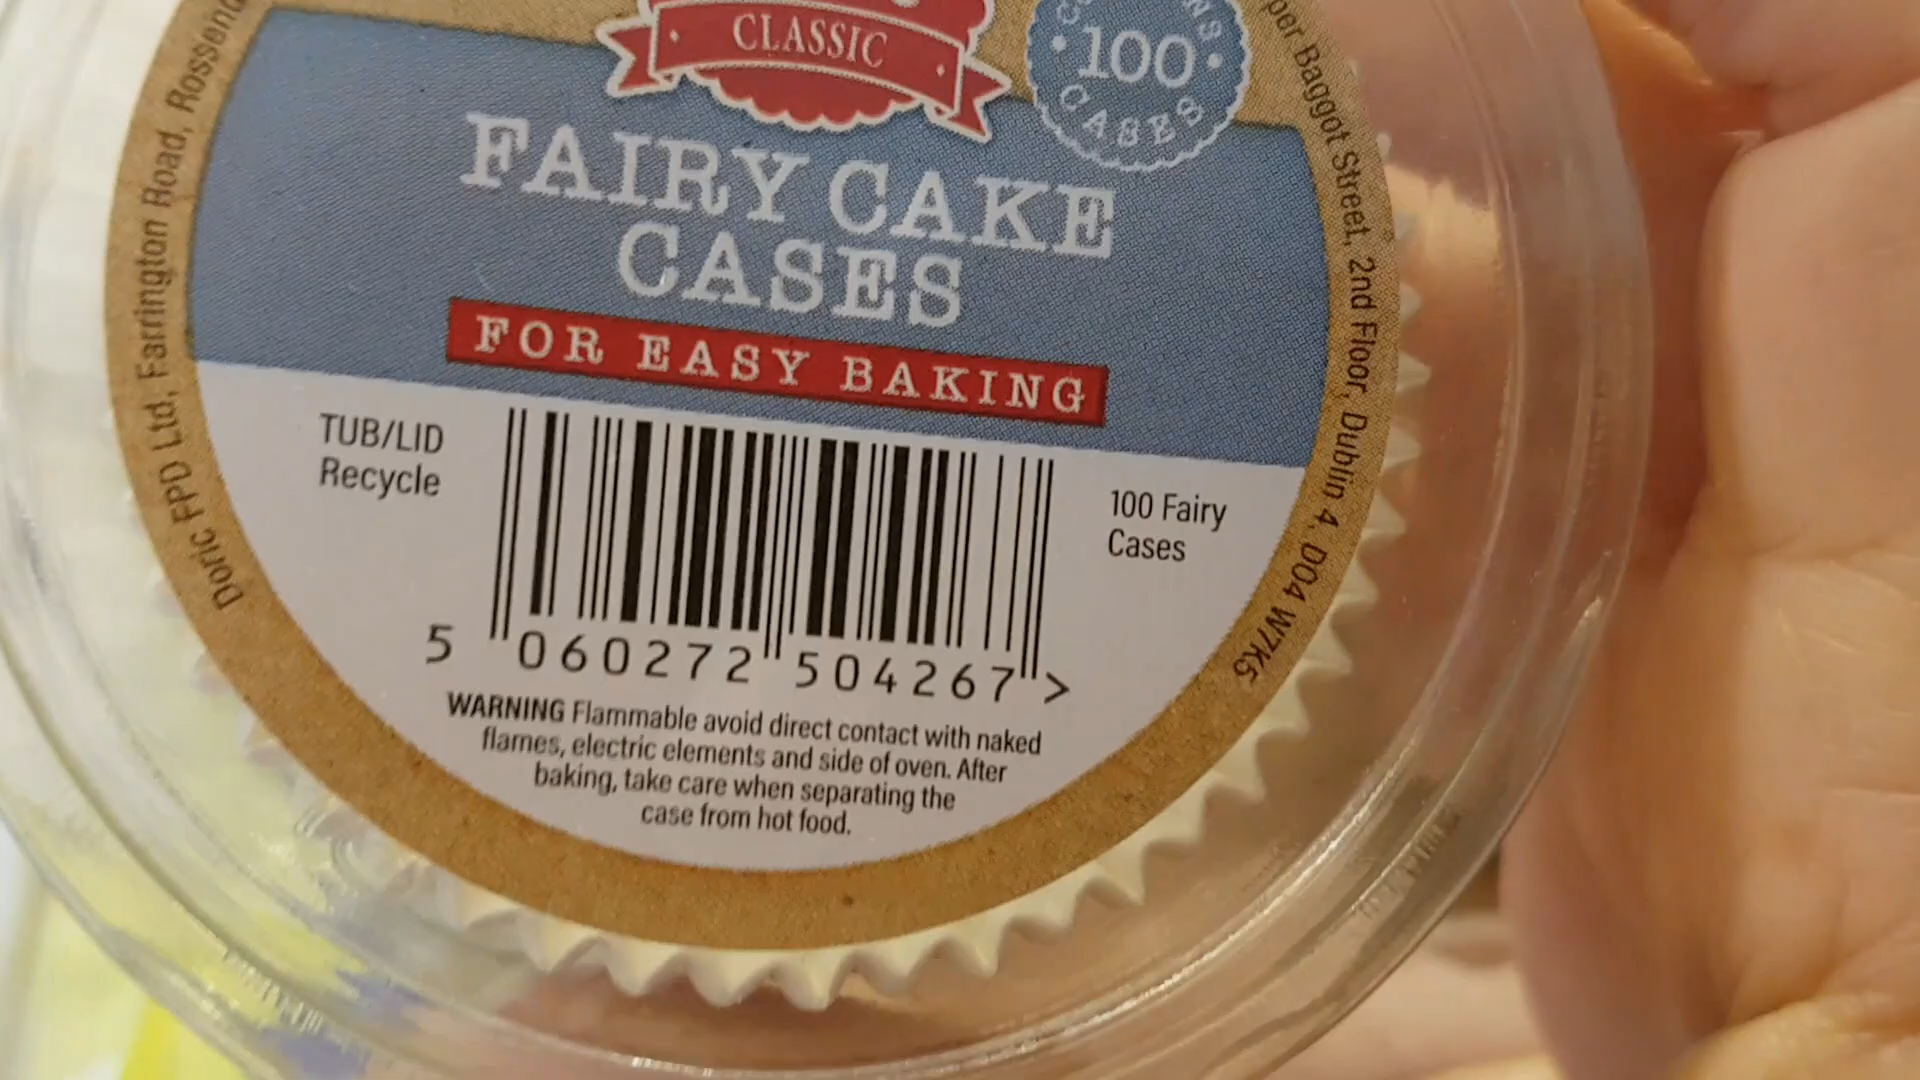 CLASSIC
100
CASES
FAIRY CAKE
CASES
FOR EASY BAKING
TUB/LID
Recycle
100 Fairy
Cases
5 060272 504267 >
WARNING Flammable avoid direct contact with naked
flames, electric elements and side of oven. After
baking, take care when separating the
case from hot food.
Doric FPD Ltd, Farrington Road,
Baggot Street, 2nd Floor, Dublin 4, D04 W7K5